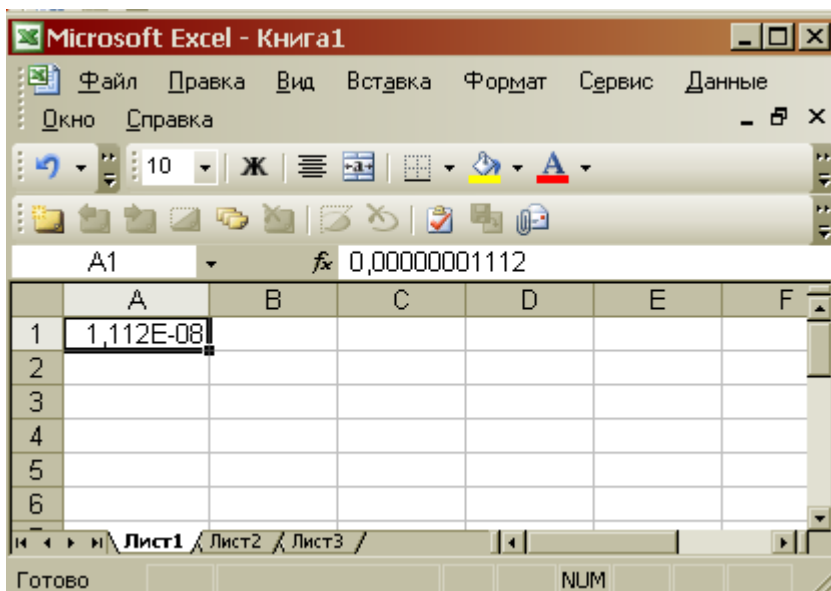 Microsoft Excel - Книга1
Файл Правка Вид Вставка Формат Сервис Данные
Окно Справка
10 Ж A
A1 fx 0,00000001112
A B C D E F
1 1,112E-08
2
3
4
5
6
Лист1 Лист2 Лист3
Готово NUM